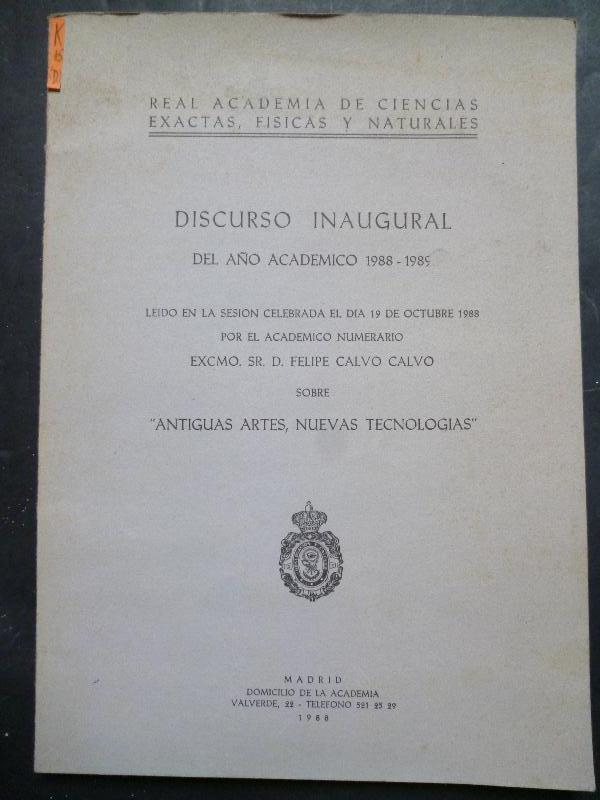 K
REAL ACADEMIA DE CIENCIAS
EXACTAS, FISICAS Y NATURALES
DISCURSO INAUGURAL
DEL AÑO ACADEMICO 1988-1989
LEIDO EN LA SESION CELEBRADA EL DIA 19 DE OCTUBRE 1988
POR EL ACADEMICO NUMERARIO
EXCMO. SR. D. FELIPE CALVO CALVO
SOBRE
"ANTIGUAS ARTES, NUEVAS TECNOLOGIAS"
MADRID
DOMICILIO DE LA ACADEMIA
VALVERDE, 22 - TELEFONO 521 25 29
1988